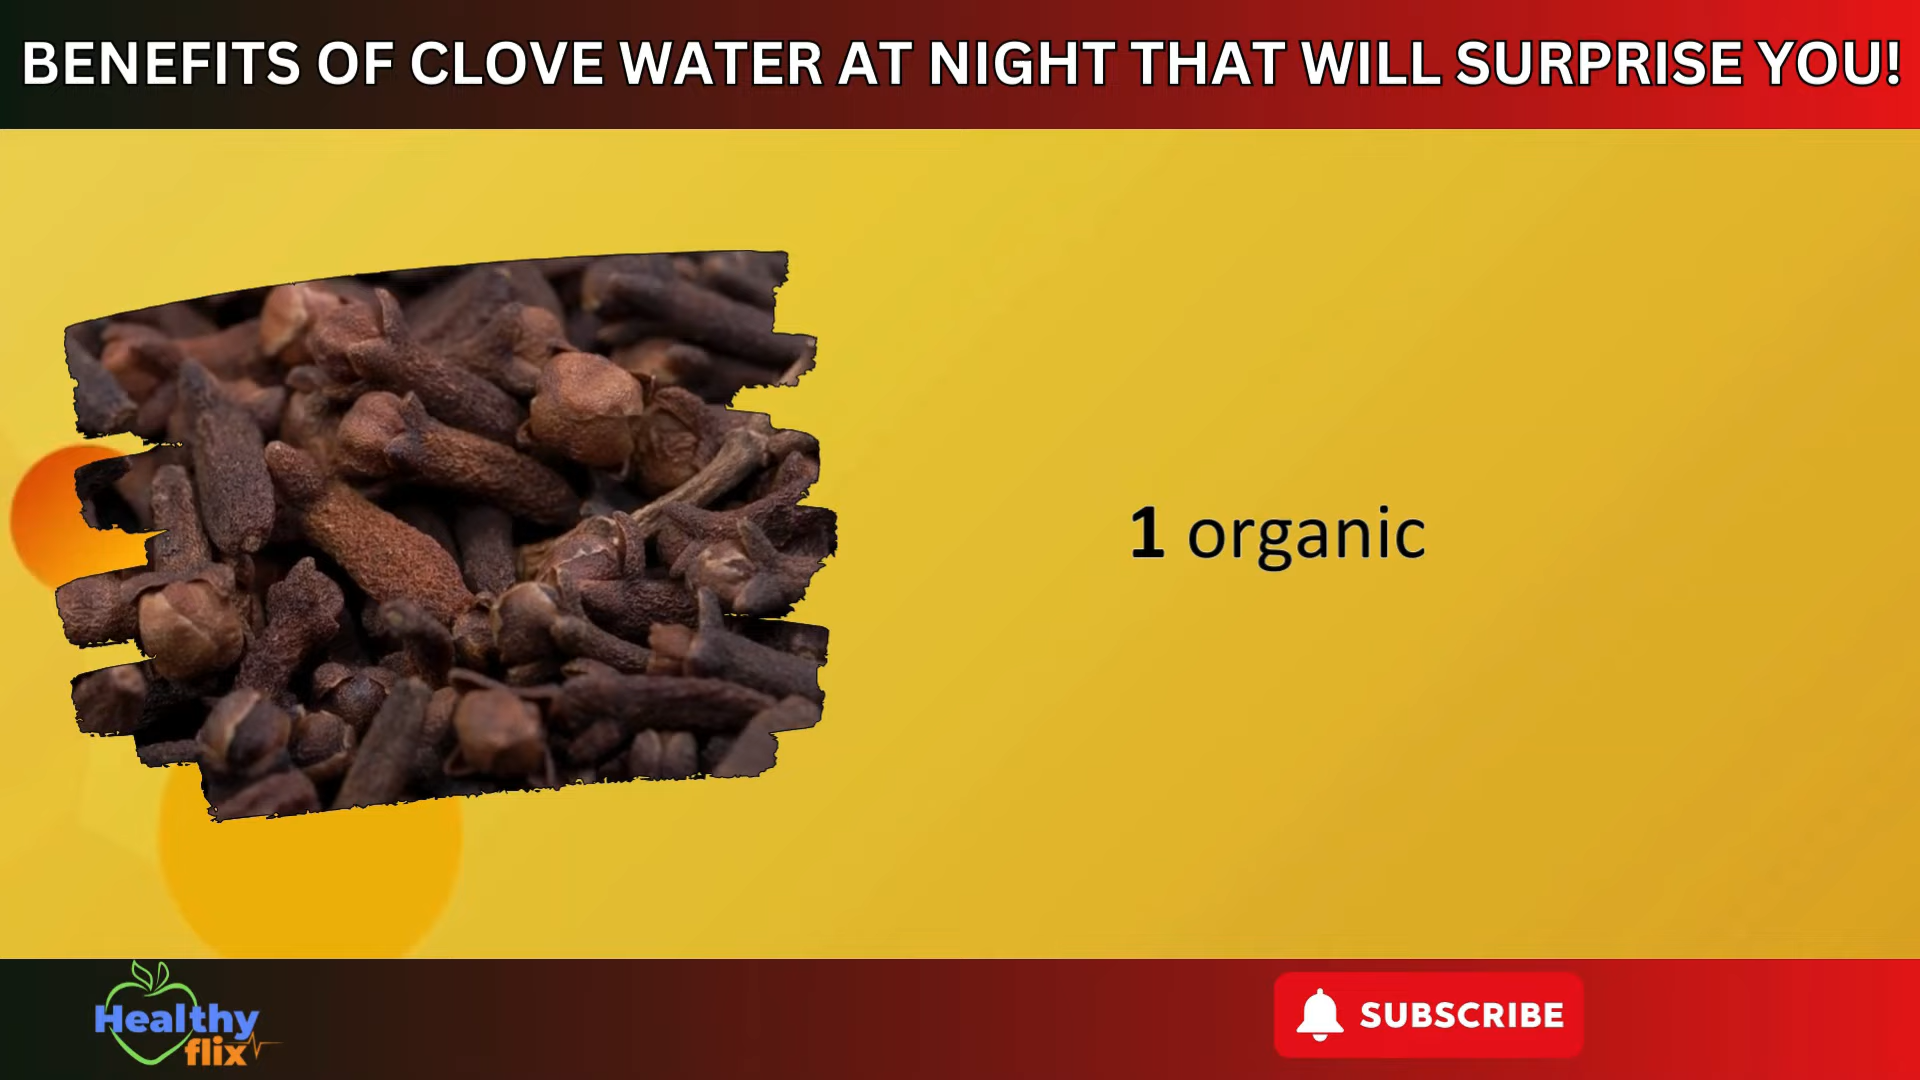 BENEFITS OF CLOVE WATER AT NIGHT THAT WILL SURPRISE YOU!
1 organic
Healthy
flix
SUBSCRIBE